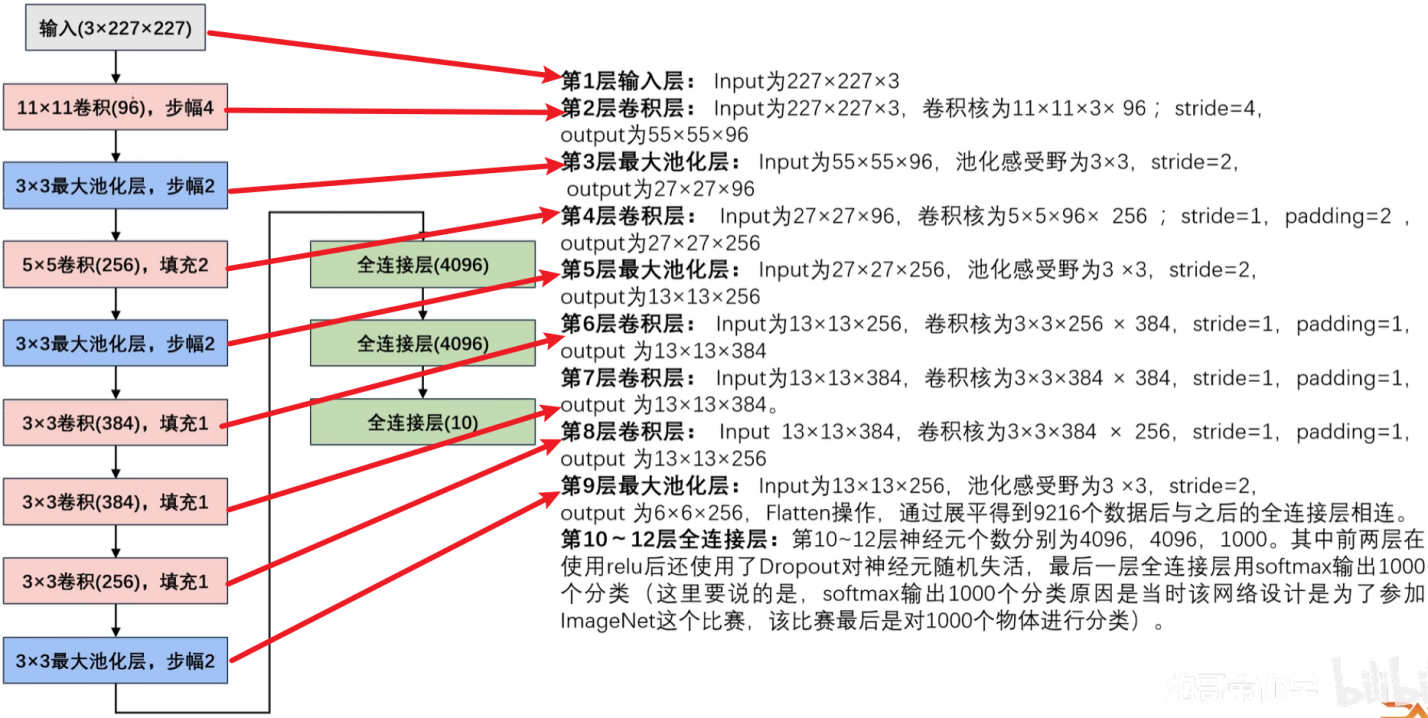 输入(3×227×227)
11×11卷积(96)，步幅4
3×3最大池化层，步幅2
5×5卷积(256)，填充2
3×3最大池化层，步幅2
3×3卷积(384)，填充1
3×3卷积(384)，填充1
3×3卷积(256)，填充1
3×3最大池化层，步幅2
全连接层(4096)
全连接层(4096)
全连接层(10)
第1层输入层： Input为227×227×3
第2层卷积层： Input为227×227×3，卷积核为11×11×3× 96 ；stride=4,
output为55×55×96
第3层最大池化层： Input为55×55×96，池化感受野为3×3，stride=2,
output为27×27×96
第4层卷积层： Input为27×27×96，卷积核为5×5×96× 256 ；stride=1，padding=2 ,
output为27×27×256
第5层最大池化层： Input为27×27×256，池化感受野为3 ×3，stride=2,
output为13×13×256
第6层卷积层： Input为13×13×256，卷积核为3×3×256 × 384，stride=1，padding=1,
output 为13×13×384
第7层卷积层： Input为13×13×384，卷积核为3×3×384 × 384，stride=1，padding=1,
output 为13×13×384。
第8层卷积层： Input 13×13×384，卷积核为3×3×384 × 256，stride=1，padding=1,
output 为13×13×256
第9层最大池化层： Input为13×13×256，池化感受野为3 ×3，stride=2,
output 为6×6×256，Flatten操作，通过展平得到9216个数据后与之后的全连接层相连。
第10～12层全连接层：第10~12层神经元个数分别为4096，4096，1000。其中前两层在
使用relu后还使用了Dropout对神经元随机失活，最后一层全连接层用softmax输出1000
个分类（这里要说的是，softmax输出1000个分类原因是当时该网络设计是为了参加
ImageNet这个比赛，该比赛最后是对1000个物体进行分类）。
哥带你学
bilibi